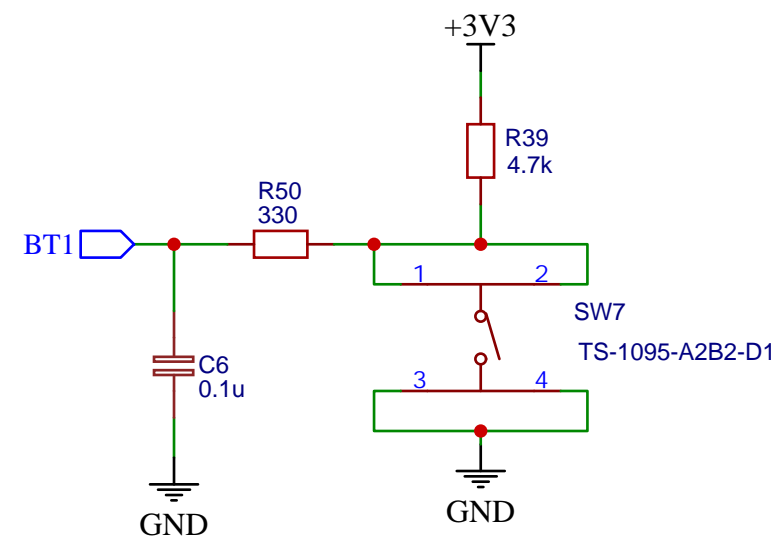 +3V3
R39
4.7k
R50
330
BT1
1
2
SW7
TS-1095-A2B2-D1
C6
0.1u
3
4
GND
GND